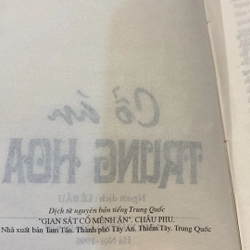 Cổ án
TRUNG HOA
Người dịch: LÊ BẦU
Dịch từ nguyên bản tiếng Trung Quốc
"GIAN SÁT CỔ MỆNH ÁN". CHÂU PHU.
Nhà xuất bản Tam Tần. Thành phố Tây An. Thiểm Tây. Trung Quốc